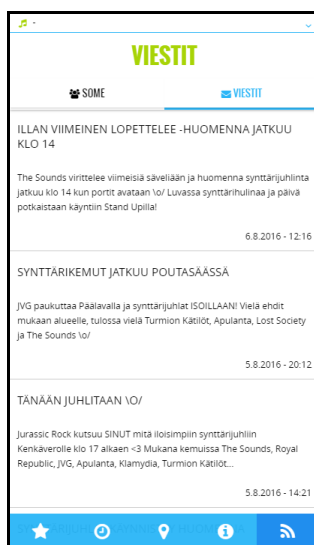 VIESTIT
SOME
VIESTIT
ILLAN VIIMEINEN LOPETTELEE -HUOMENNA JATKUU
KLO 14
The Sounds virittelee viimeisiä säveliään ja huomenna synttärijuhlinta
jatkuu klo 14 kun portit avataan \o/ Luvassa synttärihulinaa ja päivä
potkaistaan käyntiin Stand Upilla!
6.8.2016 - 12:16
SYNTTÄRIKEMUT JATKUU POUTASÄÄSSÄ
JVG paukuttaa Päälavalla ja synttärijuhlat ISOILLAAN! Vielä ehdit
mukaan alueelle, tulossa vielä Turmion Kätilöt, Apulanta, Lost Society
ja The Sounds \o/
5.8.2016 - 20:12
TÄNÄÄN JUHLITAAN \O/
Jurassic Rock kutsuu SINUT mitä iloisimpiin synttärijuhliin
Kenkäverolle klo 17 alkaen <3 Mukana kemuissa The Sounds, Royal
Republic, JVG, Apulanta, Klamydia, Turmion Kätilöt...
5.8.2016 - 14:21